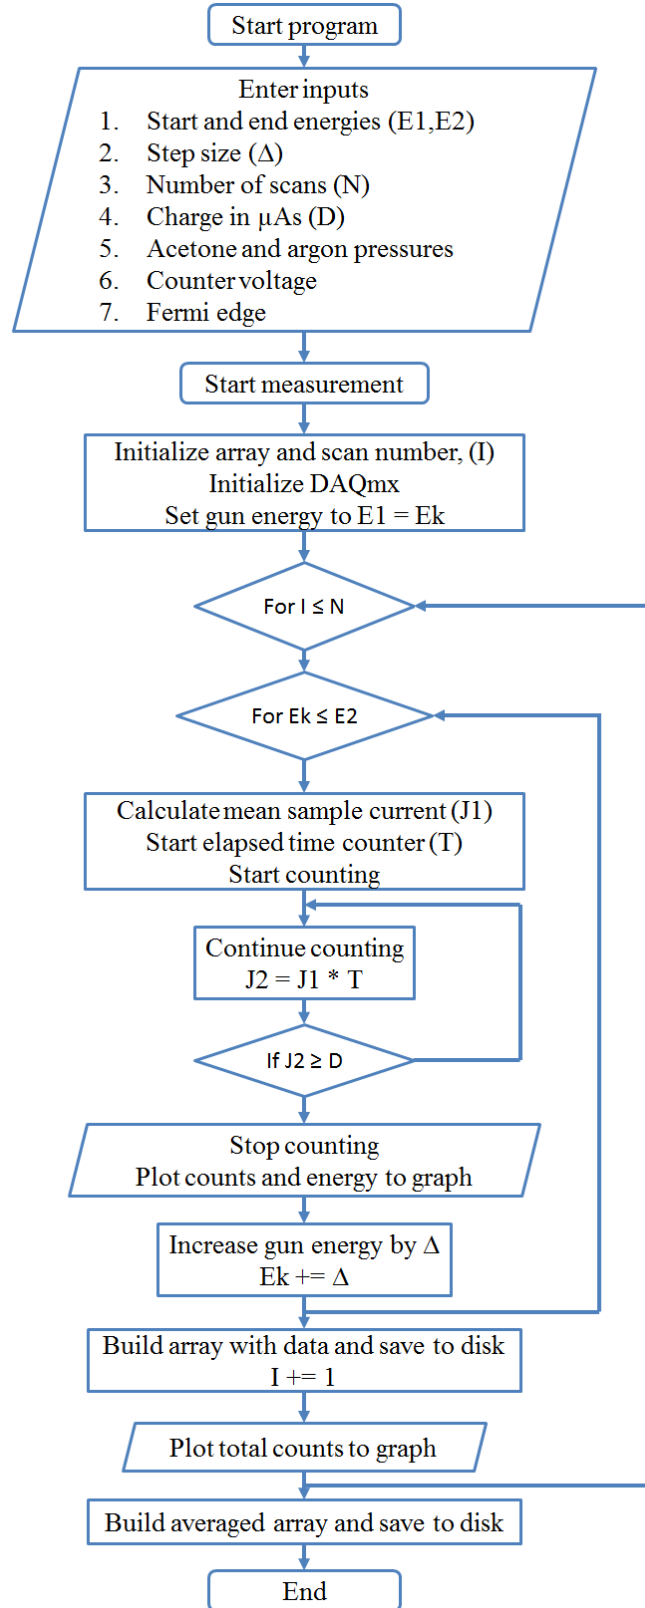 Start program
Enter inputs
1. Start and end energies (E1,E2)
2. Step size (Δ)
3. Number of scans (N)
4. Charge in µAs (D)
5. Acetone and argon pressures
6. Counter voltage
7. Fermi edge
Start measurement
Initialize array and scan number, (I)
Initialize DAQmx
Set gun energy to E1 = Ek
For I ≤ N
For Ek ≤ E2
Calculate mean sample current (J1)
Start elapsed time counter (T)
Start counting
Continue counting
J2 = J1 * T
If J2 ≥ D
Stop counting
Plot counts and energy to graph
Increase gun energy by Δ
Ek += Δ
Build array with data and save to disk
I += 1
Plot total counts to graph
Build averaged array and save to disk
End